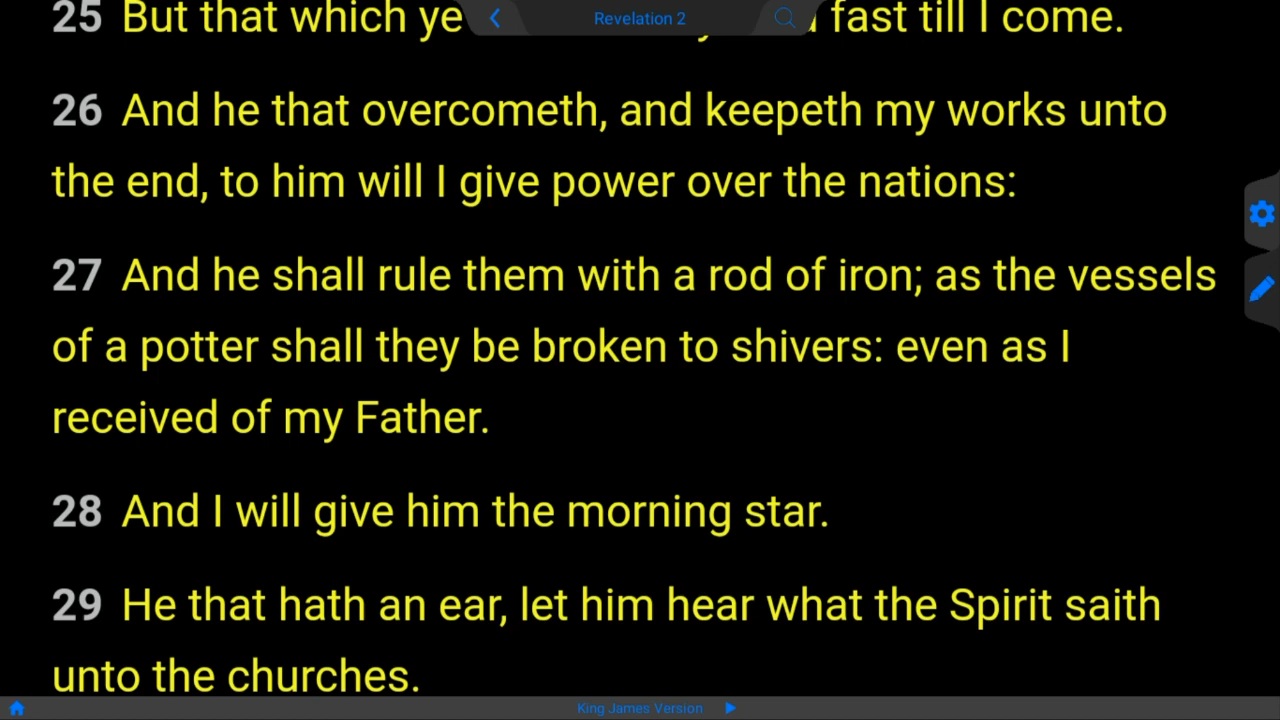 Revelation 2
25 But that which ye fast till I come.
26 And he that overcometh, and keepeth my works unto
the end, to him will I give power over the nations:
27 And he shall rule them with a rod of iron; as the vessels
of a potter shall they be broken to shivers: even as I
received of my Father.
28 And I will give him the morning star.
29 He that hath an ear, let him hear what the Spirit saith
unto the churches.
King James Version